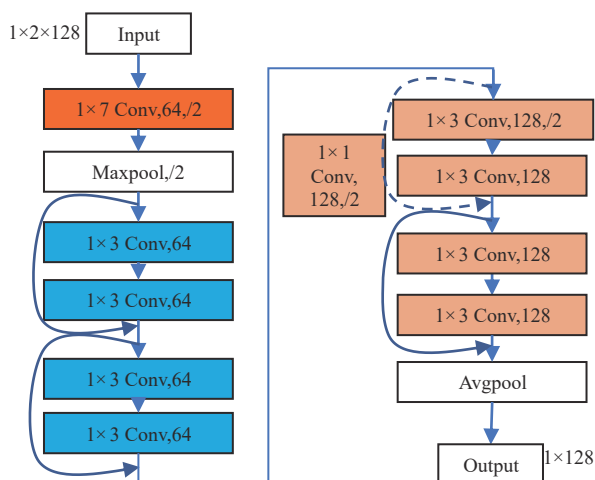 1×2×128
Input
1×7 Conv,64,/2
Maxpool,/2
1×3 Conv,64
1×3 Conv,64
1×3 Conv,64
1×3 Conv,64
1×3 Conv,128,/2
1×1
Conv,
128,/2
1×3 Conv,128
1×3 Conv,128
1×3 Conv,128
Avgpool
Output
1×128